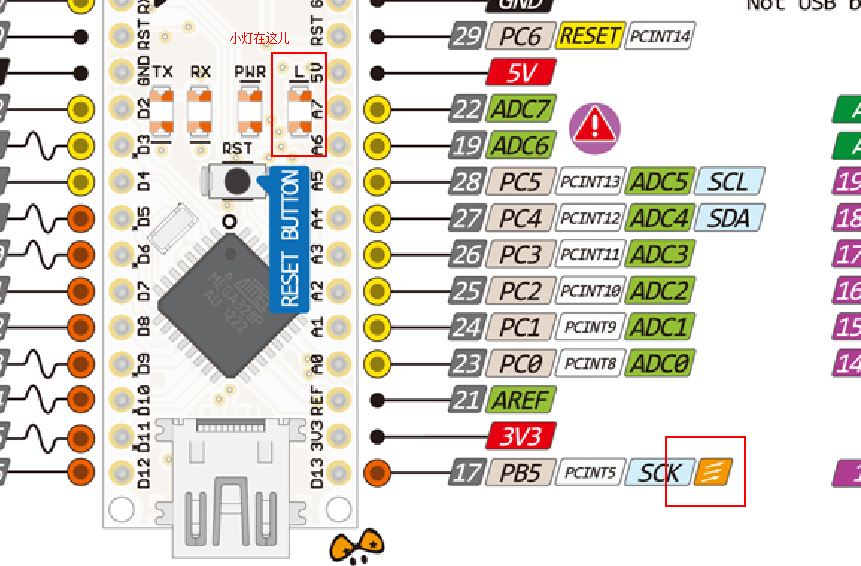 GND
Not USB
RST
RST
29 PC6 RESET PCINT14
小灯在这儿
GND
TX
RX
PWR
L
5V
5V
D2
A7
22 ADC7
D3
A6
19 ADC6
RST
D4
A5
28 PC5 PCINT13 ADC5 SCL
D5
A4
27 PC4 PCINT12 ADC4 SDA
RESET BUTTON
D6
A3
26 PC3 PCINT11 ADC3
MEGA328P
AU 1222
D7
A2
25 PC2 PCINT10 ADC2
D8
A1
24 PC1 PCINT9 ADC1
D9
A0
23 PC0 PCINT8 ADC0
D10
REF
21 AREF
D11
3V3
3V3
D12
D13
17 PB5 PCINT5 SCK
19
18
17
16
15
14